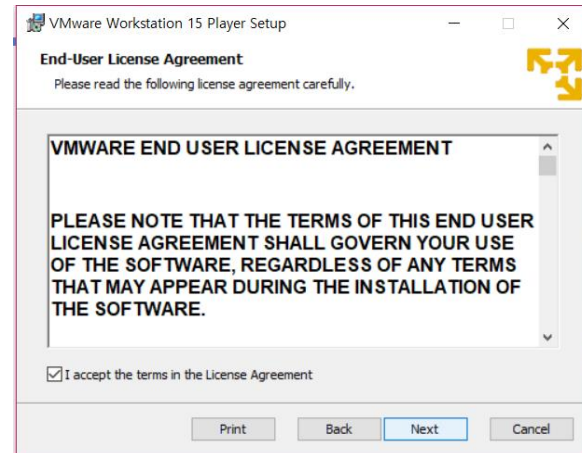 VMware Workstation 15 Player Setup
End-User License Agreement
Please read the following license agreement carefully.
VMWARE END USER LICENSE AGREEMENT
PLEASE NOTE THAT THE TERMS OF THIS END USER
LICENSE AGREEMENT SHALL GOVERN YOUR USE
OF THE SOFTWARE, REGARDLESS OF ANY TERMS
THAT MAY APPEAR DURING THE INSTALLATION OF
THE SOFTWARE.
I accept the terms in the License Agreement
Print Back Next Cancel